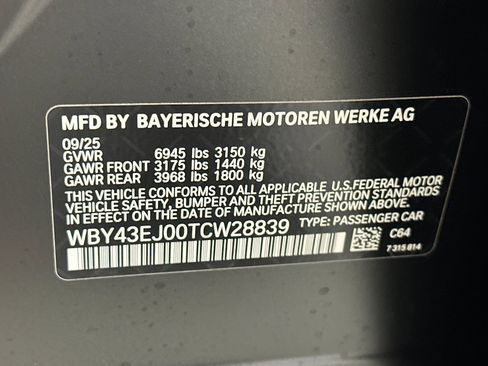 MFD BY BAYERISCHE MOTOREN WERKE AG
09/25
GVWR 6945 lbs 3150 kg
GAWR FRONT 3175 lbs 1440 kg
GAWR REAR 3968 lbs 1800 kg
THIS VEHICLE CONFORMS TO ALL APPLICABLE U.S.FEDERAL MOTOR
VEHICLE SAFETY, BUMPER AND THEFT PREVENTION STANDARDS
IN EFFECT ON THE DATE OF MANUFACTURE SHOWN ABOVE.
WBY43EJ00TCW28839 TYPE: PASSENGER CAR
C64
7 315 814